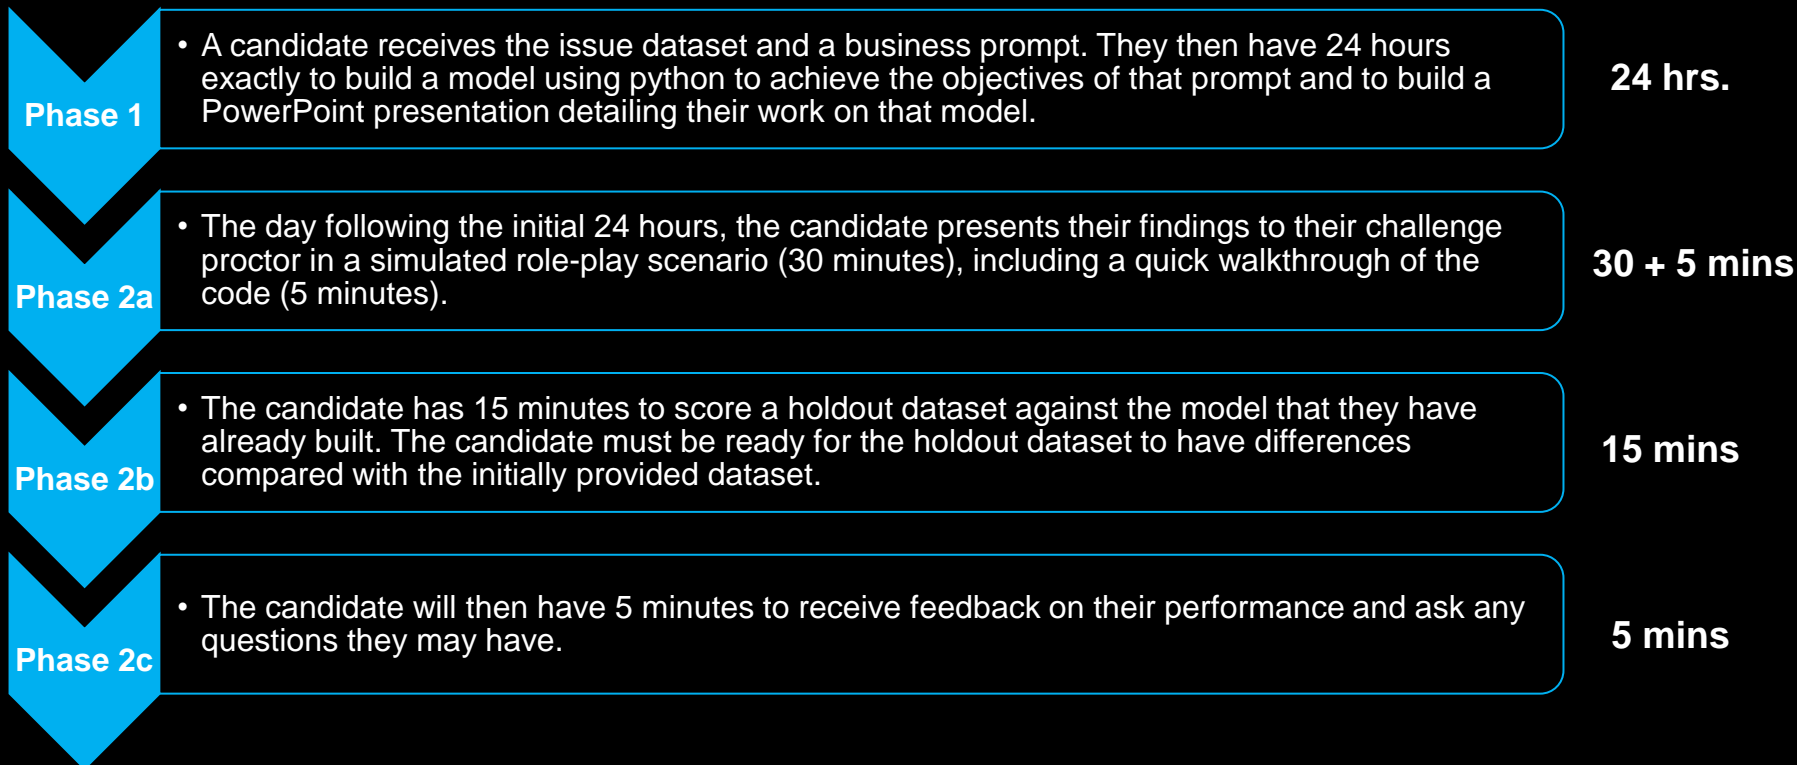 Phase 1
• A candidate receives the issue dataset and a business prompt. They then have 24 hours
exactly to build a model using python to achieve the objectives of that prompt and to build a
PowerPoint presentation detailing their work on that model.
24 hrs.
Phase 2a
• The day following the initial 24 hours, the candidate presents their findings to their challenge
proctor in a simulated role-play scenario (30 minutes), including a quick walkthrough of the
code (5 minutes).
30 + 5 mins
Phase 2b
• The candidate has 15 minutes to score a holdout dataset against the model that they have
already built. The candidate must be ready for the holdout dataset to have differences
compared with the initially provided dataset.
15 mins
Phase 2c
• The candidate will then have 5 minutes to receive feedback on their performance and ask any
questions they may have.
5 mins